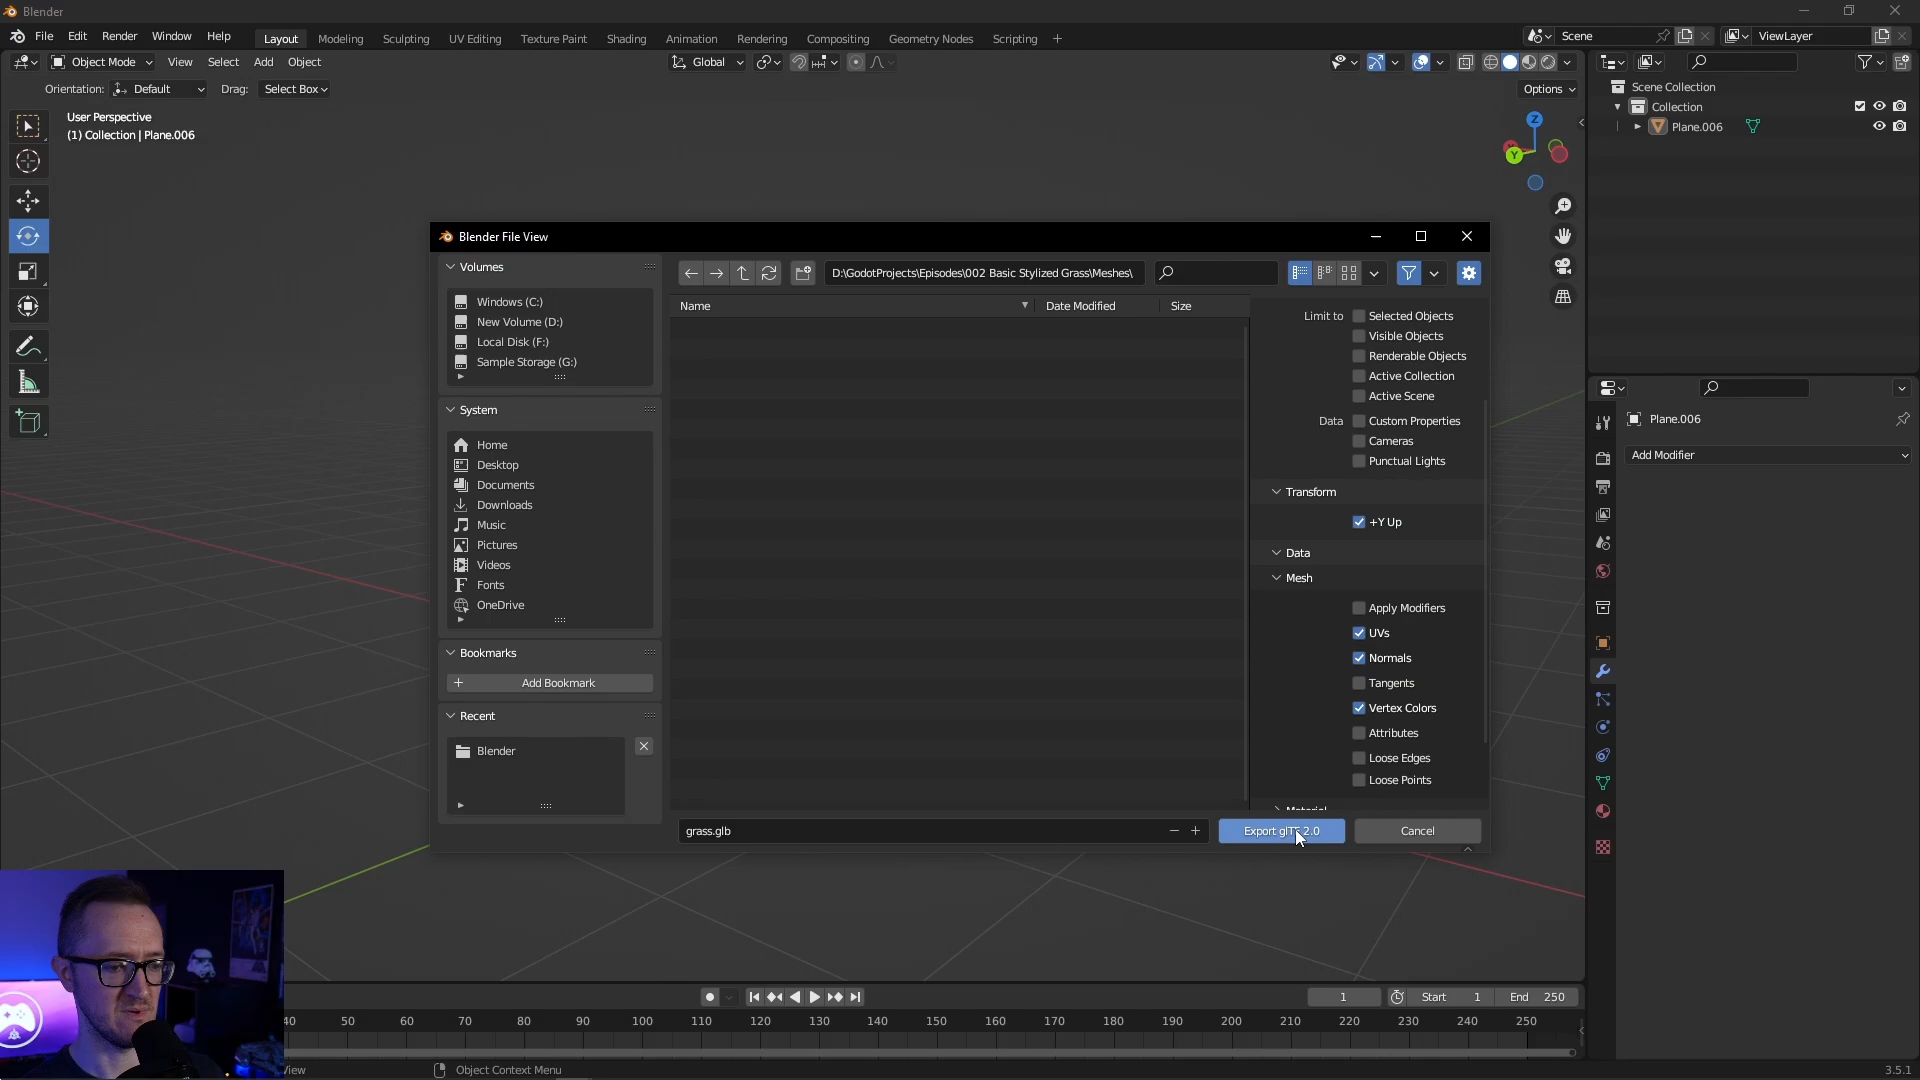 Blender
File Edit Render Window Help
Layout Modeling Sculpting UV Editing Texture Paint Shading Animation Rendering Compositing Geometry Nodes Scripting
Scene
ViewLayer
Object Mode View Select Add Object
Global
Orientation: Default Drag: Select Box
Options
User Perspective
(1) Collection | Plane.006
Z
Y
Scene Collection
Collection
Plane.006
Plane.006
Add Modifier
Blender File View
Volumes
Windows (C:)
New Volume (D:)
Local Disk (F:)
Sample Storage (G:)
System
Home
Desktop
Documents
Downloads
Music
Pictures
Videos
Fonts
OneDrive
Bookmarks
Add Bookmark
Recent
Blender
D:\GodotProjects\Episodes\002 Basic Stylized Grass\Meshes\
Name Date Modified Size
Limit to Selected Objects
Visible Objects
Renderable Objects
Active Collection
Active Scene
Data Custom Properties
Cameras
Punctual Lights
Transform
+Y Up
Data
Mesh
Apply Modifiers
UVs
Normals
Tangents
Vertex Colors
Attributes
Loose Edges
Loose Points
Material
grass.glb
Export glTF 2.0
Cancel
1 Start 1 End 250
40 50 60 70 80 90 100 110 120 130 140 150 160 170 180 190 200 210 220 230 240 250
View
Object Context Menu
3.5.1